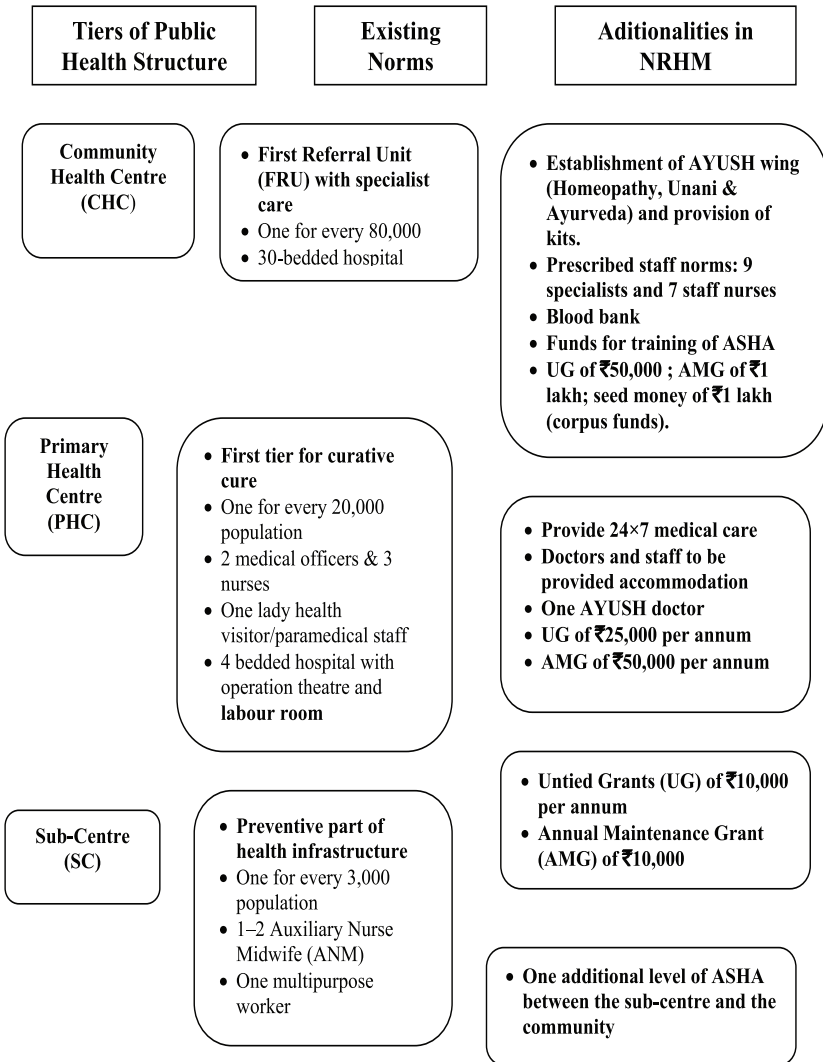 Tiers of Public
Health Structure
Existing
Norms
Aditionalities in
NRHM
Community
Health Centre
(CHC)
• First Referral Unit
(FRU) with specialist
care
• One for every 80,000
• 30-bedded hospital
• Establishment of AYUSH wing
(Homeopathy, Unani &
Ayurveda) and provision of
kits.
• Prescribed staff norms: 9
specialists and 7 staff nurses
• Blood bank
• Funds for training of ASHA
• UG of ₹50,000 ; AMG of ₹1
lakh; seed money of ₹1 lakh
(corpus funds).
Primary
Health
Centre
(PHC)
• First tier for curative
cure
• One for every 20,000
population
• 2 medical officers & 3
nurses
• One lady health
visitor/paramedical staff
• 4 bedded hospital with
operation theatre and
labour room
• Provide 24×7 medical care
• Doctors and staff to be
provided accommodation
• One AYUSH doctor
• UG of ₹25,000 per annum
• AMG of ₹50,000 per annum
Sub-Centre
(SC)
• Preventive part of
health infrastructure
• One for every 3,000
population
• 1–2 Auxiliary Nurse
Midwife (ANM)
• One multipurpose
worker
• Untied Grants (UG) of ₹10,000
per annum
• Annual Maintenance Grant
(AMG) of ₹10,000
• One additional level of ASHA
between the sub-centre and the
community